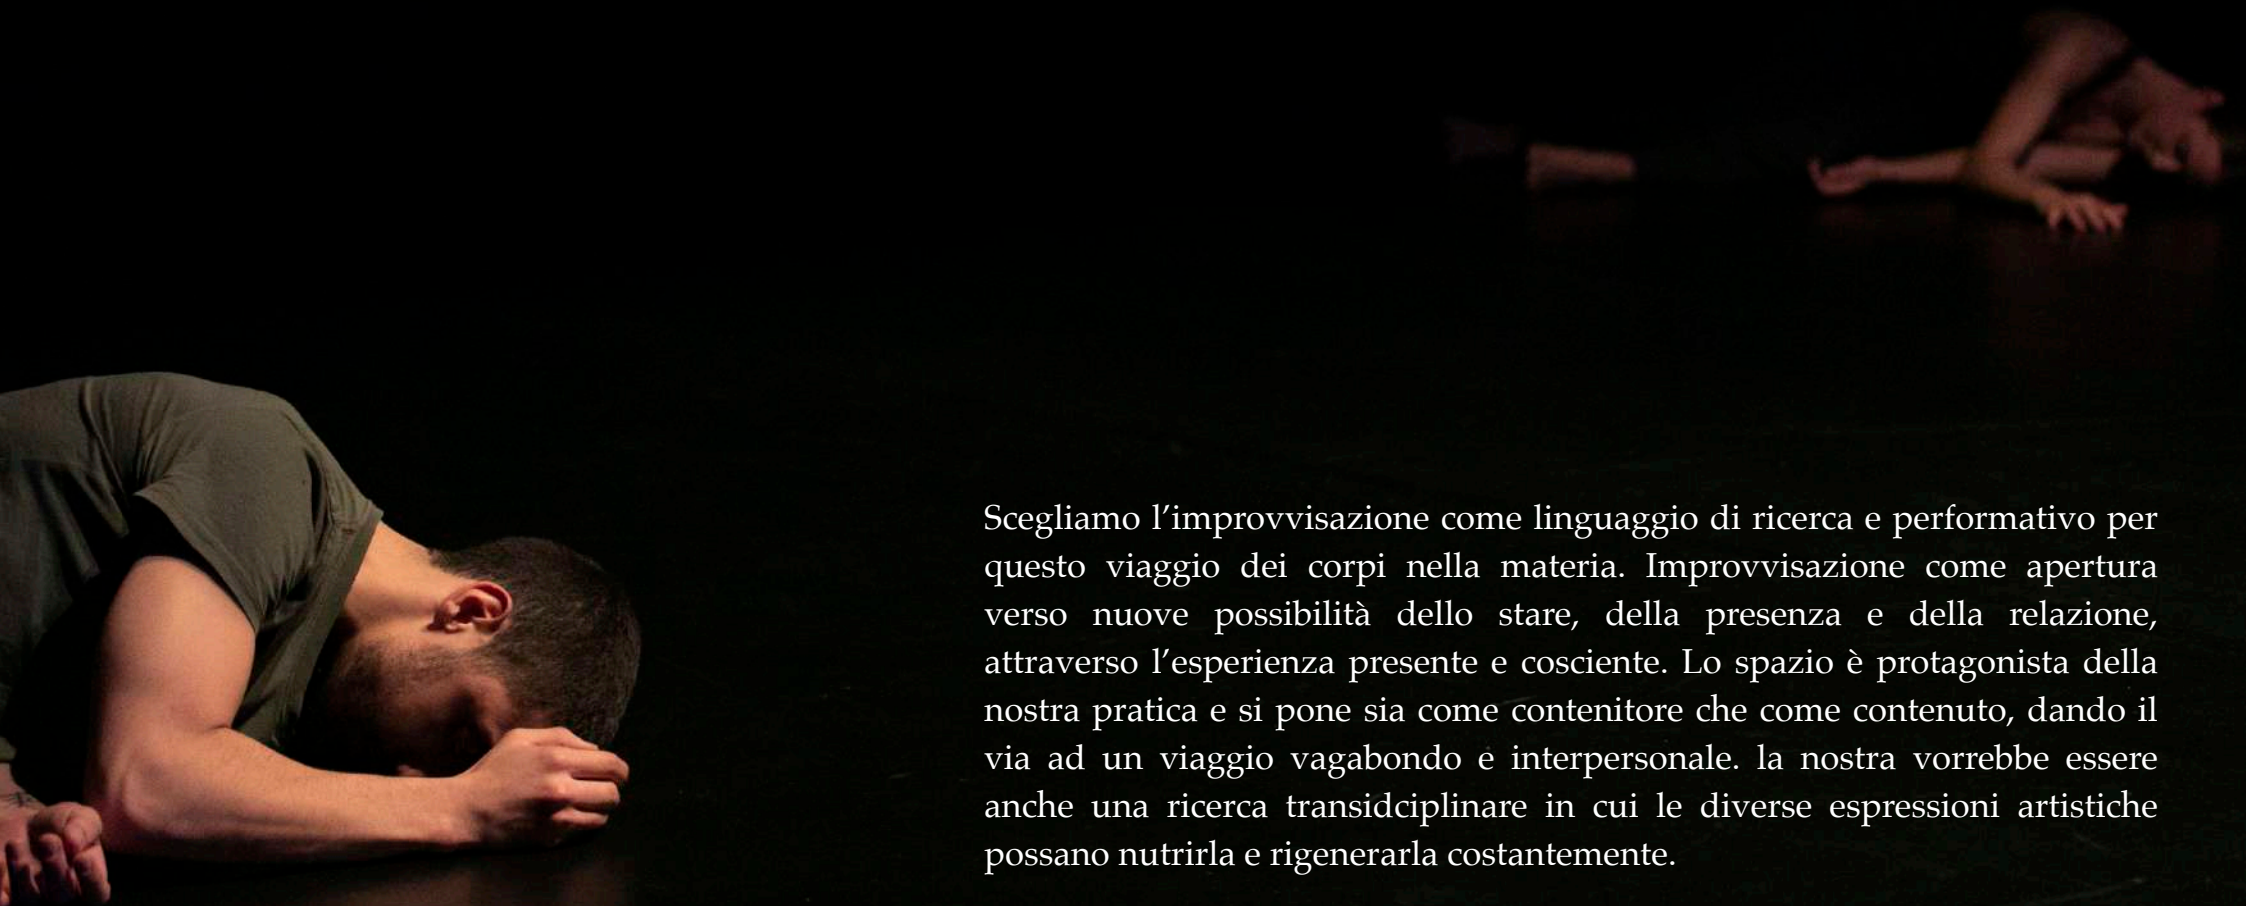 Scegliamo l’improvvisazione come linguaggio di ricerca e performativo per
questo viaggio dei corpi nella materia. Improvvisazione come apertura
verso nuove possibilità dello stare, della presenza e della relazione,
attraverso l’esperienza presente e cosciente. Lo spazio è protagonista della
nostra pratica e si pone sia come contenitore che come contenuto, dando il
via ad un viaggio vagabondo e interpersonale. la nostra vorrebbe essere
anche una ricerca transidciplinare in cui le diverse espressioni artistiche
possano nutrirla e rigenerarla costantemente.